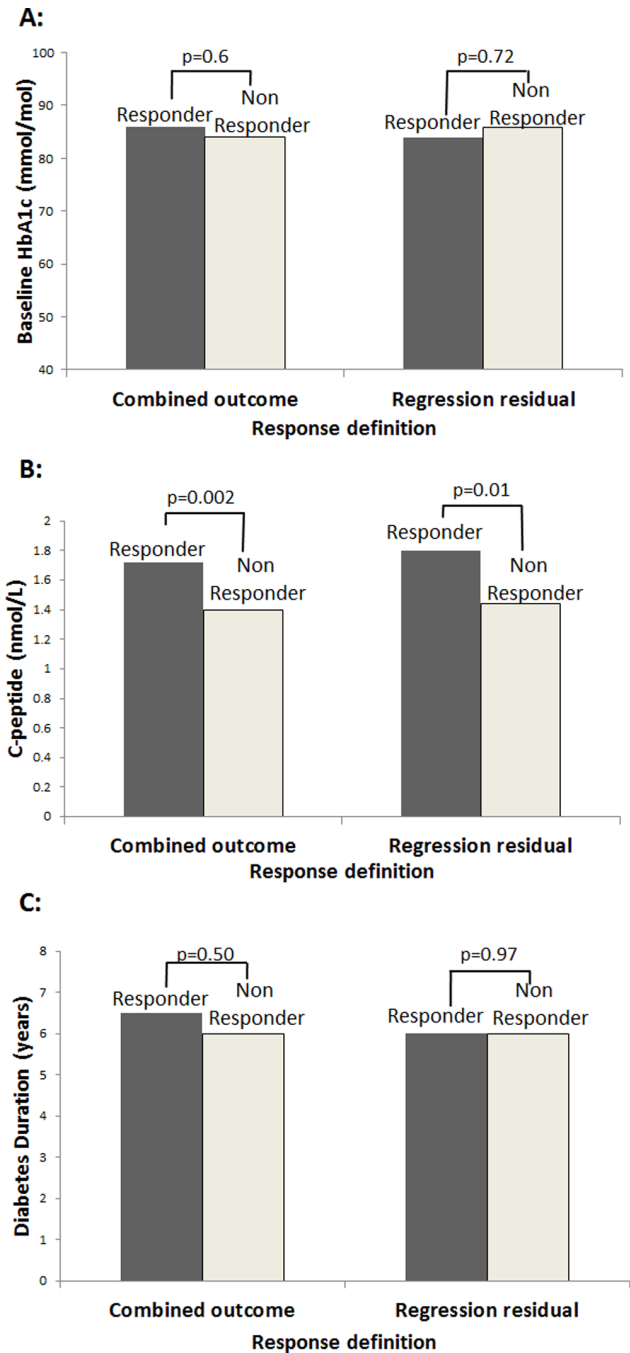 A:
p=0.6
p=0.72
100
90
80
70
60
50
40
Baseline HbA1c (mmol/mol)
Responder
Non
Responder
Responder
Non
Responder
Combined outcome
Regression residual
Response definition
B:
p=0.002
p=0.01
2
1.8
1.6
1.4
1.2
1
0.8
0.6
0.4
0.2
0
C-peptide (nmol/L)
Responder
Non
Responder
Responder
Non
Responder
Combined outcome
Regression residual
Response definition
C:
p=0.50
p=0.97
8
7
6
5
4
3
2
1
0
Diabetes Duration (years)
Responder
Non
Responder
Responder
Non
Responder
Combined outcome
Regression residual
Response definition